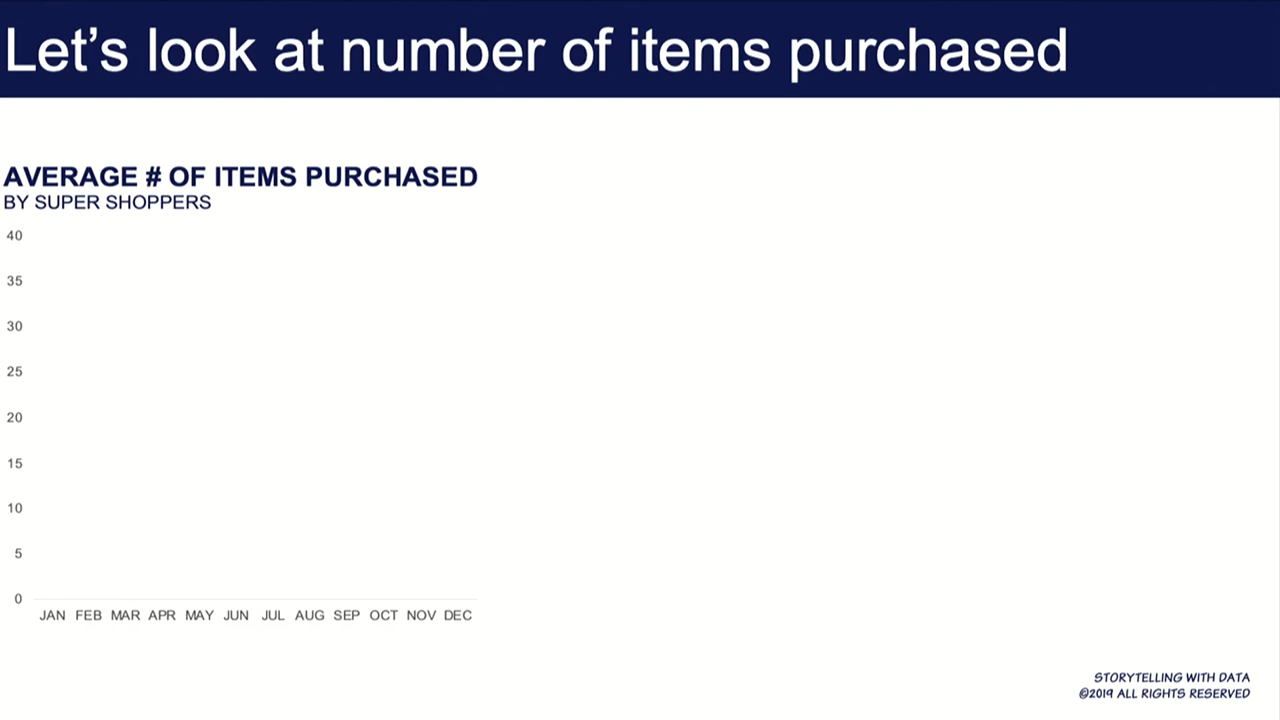 Let's look at number of items purchased
AVERAGE # OF ITEMS PURCHASED
BY SUPER SHOPPERS
40
35
30
25
20
15
10
5
0
JAN FEB MAR APR MAY JUN JUL AUG SEP OCT NOV DEC
STORYTELLING WITH DATA
©2019 ALL RIGHTS RESERVED